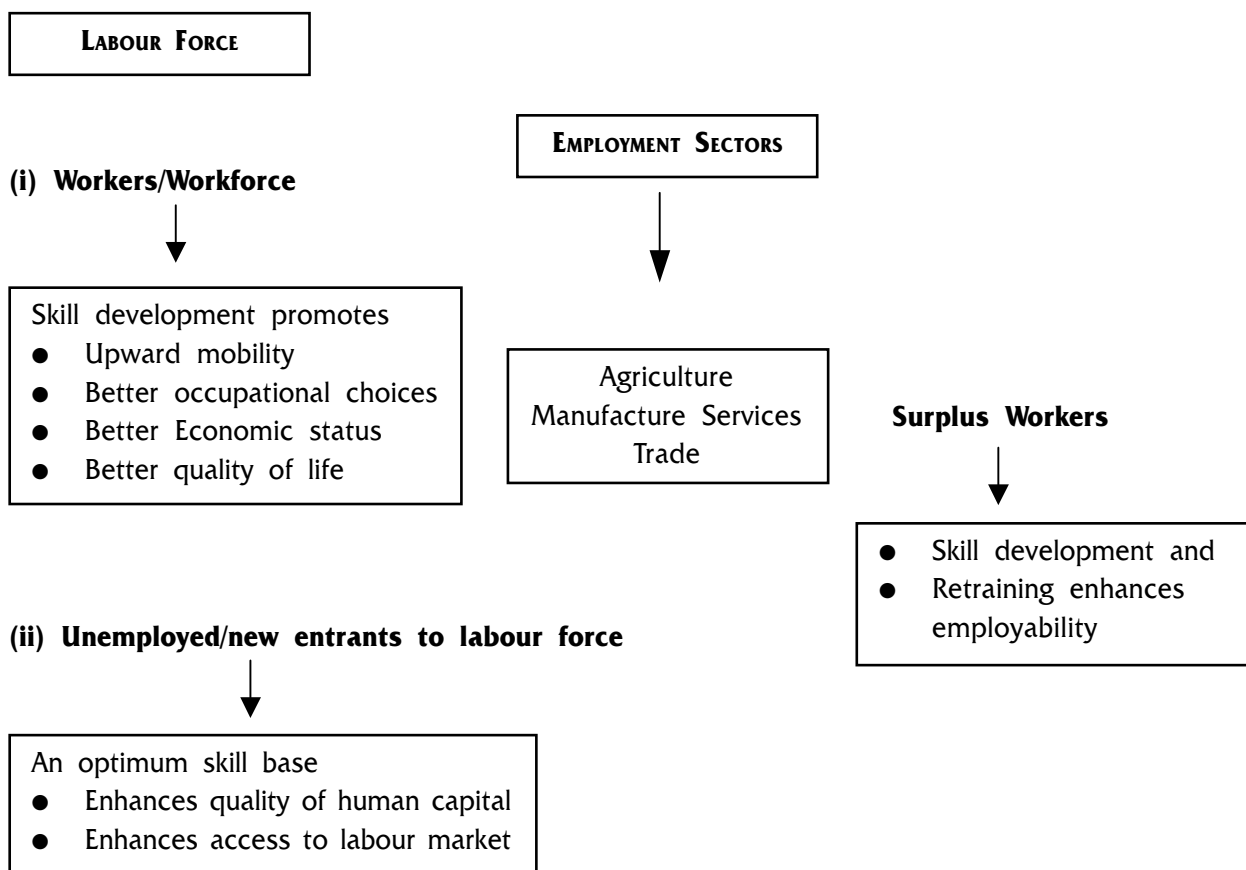 LABOUR FORCE
EMPLOYMENT SECTORS
(i) Workers/Workforce
Skill development promotes
● Upward mobility
● Better occupational choices
● Better Economic status
● Better quality of life
Agriculture
Manufacture Services
Trade
Surplus Workers
● Skill development and
● Retraining enhances
employability
(ii) Unemployed/new entrants to labour force
An optimum skill base
● Enhances quality of human capital
● Enhances access to labour market